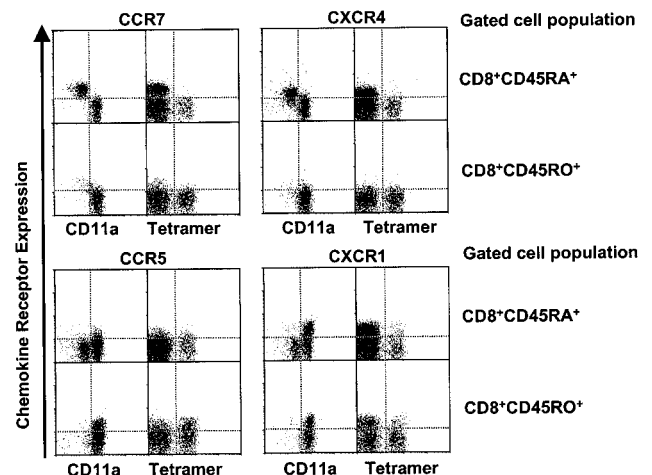 CCR7 CXCR4 Gated cell population
CD8+CD45RA+
CD8+CD45RO+
CD11a Tetramer CD11a Tetramer
CCR5 CXCR1 Gated cell population
CD8+CD45RA+
CD8+CD45RO+
CD11a Tetramer CD11a Tetramer
Chemokine Receptor Expression